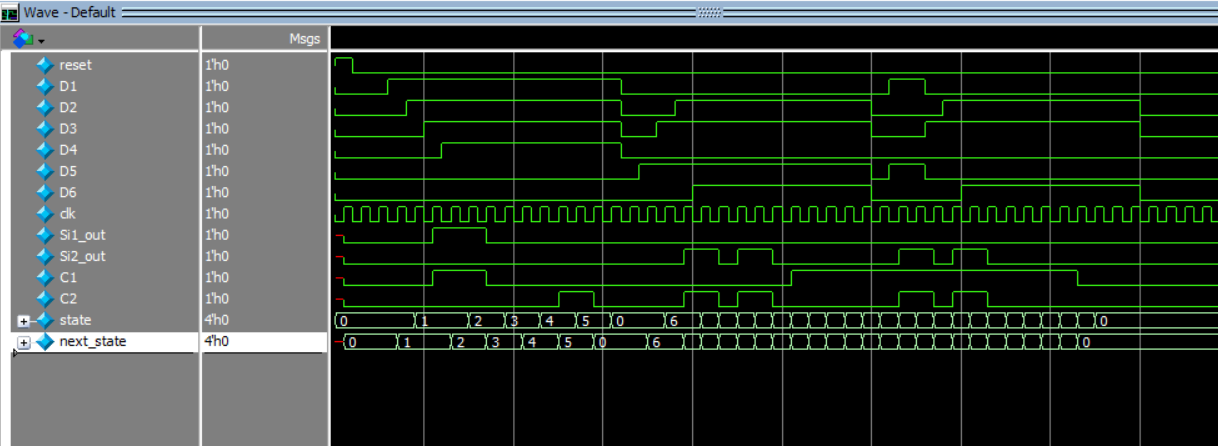 Wave - Default
Msgs
reset 1'h0
D1 1'h0
D2 1'h0
D3 1'h0
D4 1'h0
D5 1'h0
D6 1'h0
clk 1'h0
Si1_out 1'h0
Si2_out 1'h0
C1 1'h0
C2 1'h0
state 4'h0 0 1 2 3 4 5 0 6 0
next_state 4'h0 0 1 2 3 4 5 0 6 0